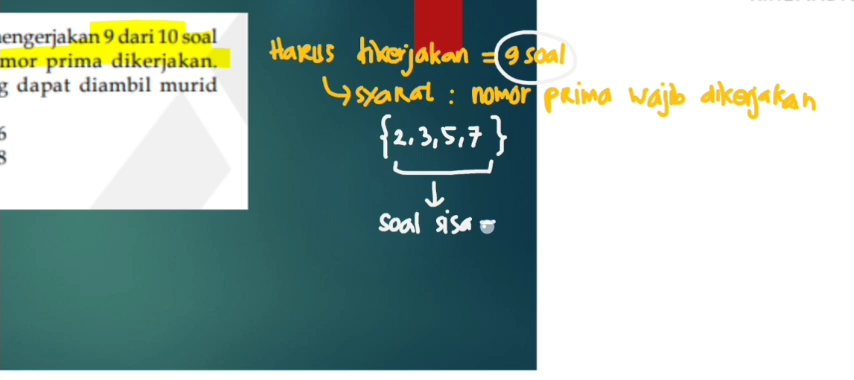 mengerjakan 9 dari 10 soal
mor prima dikerjakan.
g dapat diambil murid
6
8
Harus dikerjakan = 9 soal
↳ syarat : nomor prima wajib dikerjakan
{2,3,5,7}
↓
soal sisa =